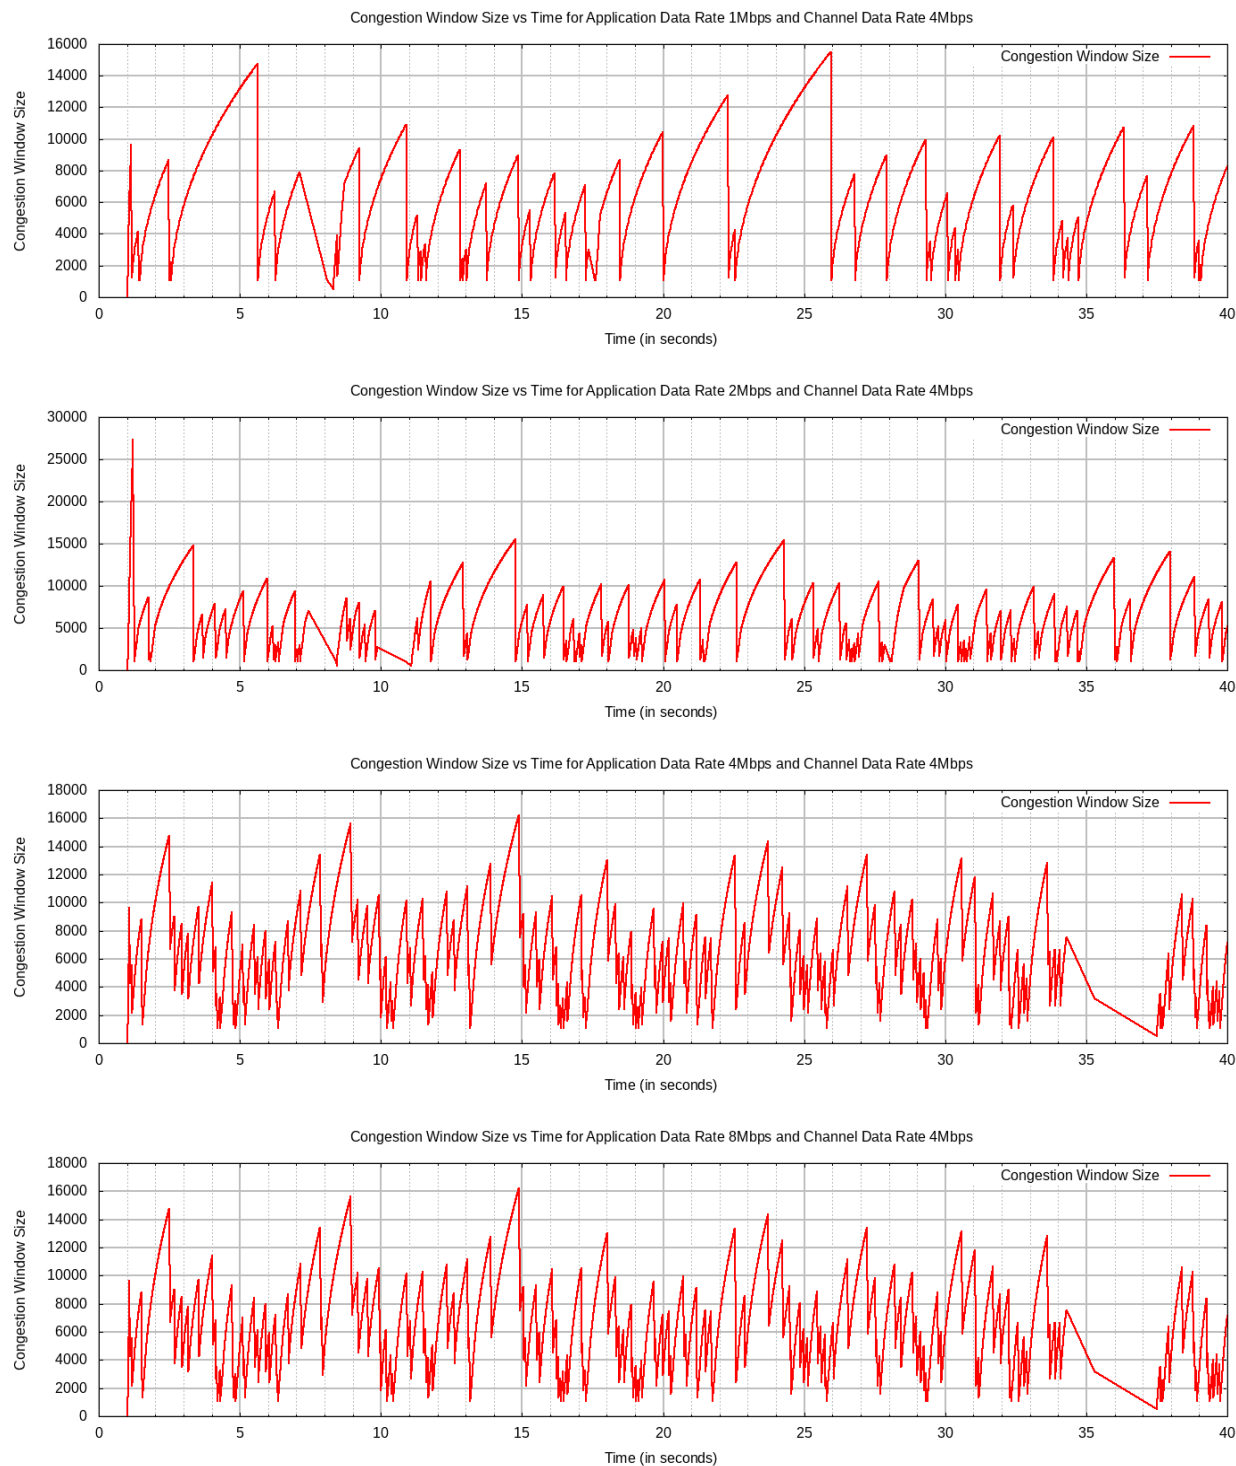 Congestion Window Size vs Time for Application Data Rate 1Mbps and Channel Data Rate 4Mbps
16000
14000
12000
10000
8000
6000
4000
2000
0
Congestion Window Size
Congestion Window Size
0 5 10 15 20 25 30 35 40
Time (in seconds)
Congestion Window Size vs Time for Application Data Rate 2Mbps and Channel Data Rate 4Mbps
30000
25000
20000
15000
10000
5000
0
Congestion Window Size
Congestion Window Size
0 5 10 15 20 25 30 35 40
Time (in seconds)
Congestion Window Size vs Time for Application Data Rate 4Mbps and Channel Data Rate 4Mbps
18000
16000
14000
12000
10000
8000
6000
4000
2000
0
Congestion Window Size
Congestion Window Size
0 5 10 15 20 25 30 35 40
Time (in seconds)
Congestion Window Size vs Time for Application Data Rate 8Mbps and Channel Data Rate 4Mbps
18000
16000
14000
12000
10000
8000
6000
4000
2000
0
Congestion Window Size
Congestion Window Size
0 5 10 15 20 25 30 35 40
Time (in seconds)